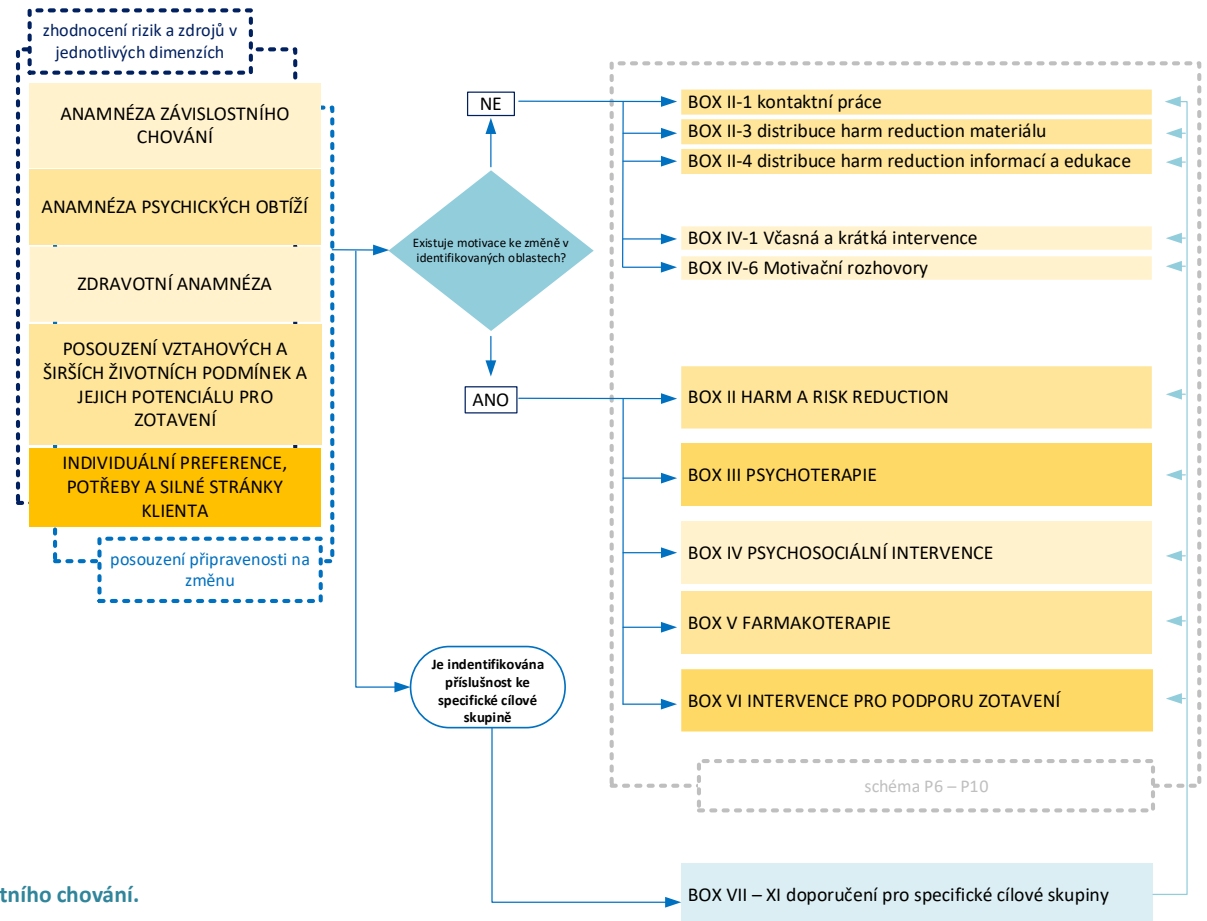 zhodnocení rizik a zdrojů v
jednotlivých dimenzích
ANAMNÉZA ZÁVISLOSTNÍHO
CHOVÁNÍ
ANAMNÉZA PSYCHICKÝCH OBTÍŽÍ
ZDRAVOTNÍ ANAMNÉZA
POSOUZENÍ VZTAHOVÝCH A
ŠIRŠÍCH ŽIVOTNÍCH PODMÍNEK A
JEJICH POTENCIÁLU PRO
ZOTAVENÍ
INDIVIDUÁLNÍ PREFERENCE,
POTŘEBY A SILNÉ STRÁNKY
KLIENTA
posouzení připravenosti na
změnu
NE
Existuje motivace ke změně v
identifikovaných oblastech?
ANO
Je indentifikována
příslušnost ke
specifické cílové
skupině
BOX II-1 kontaktní práce
BOX II-3 distribuce harm reduction materiálu
BOX II-4 distribuce harm reduction informací a edukace
BOX IV-1 Včasná a krátká intervence
BOX IV-6 Motivační rozhovory
BOX II HARM A RISK REDUCTION
BOX III PSYCHOTERAPIE
BOX IV PSYCHOSOCIÁLNÍ INTERVENCE
BOX V FARMAKOTERAPIE
BOX VI INTERVENCE PRO PODPORU ZOTAVENÍ
schéma P6 – P10
BOX VII – XI doporučení pro specifické cílové skupiny
tního chování.